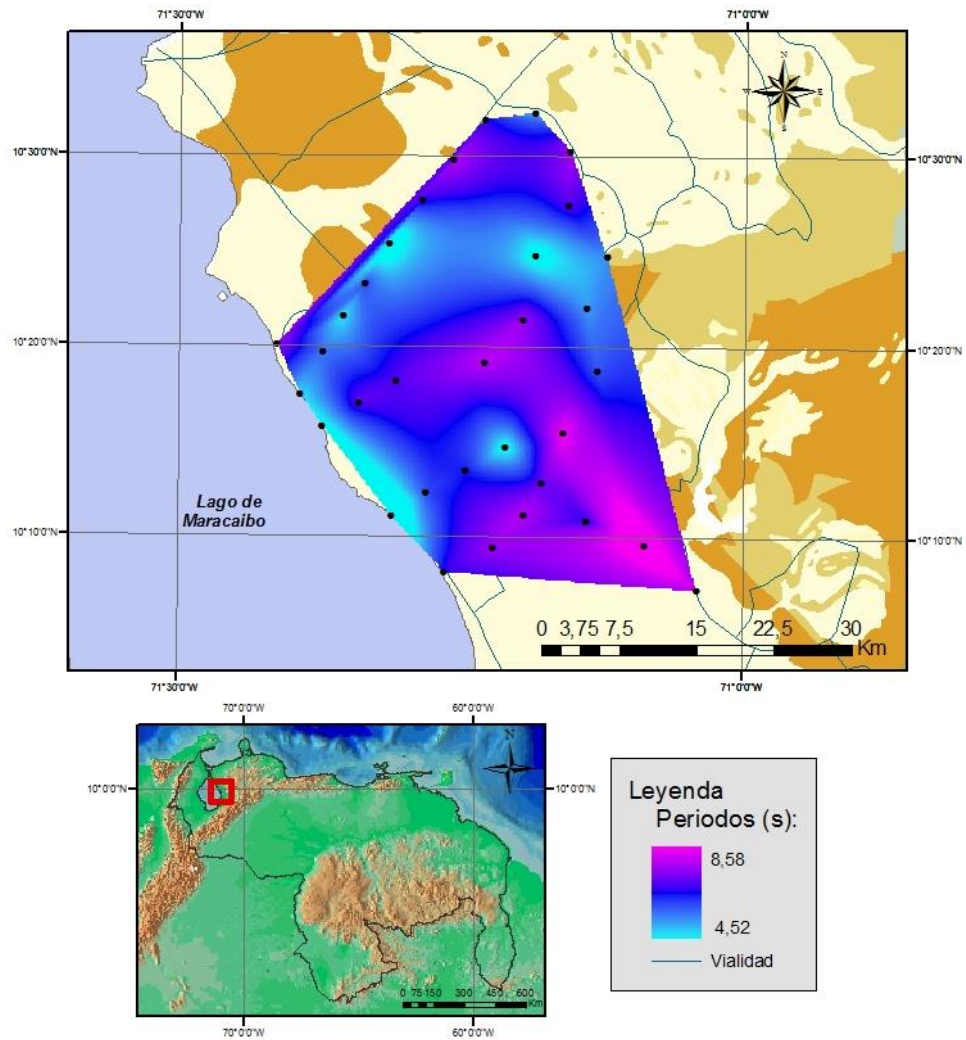 71°30'0"W 71°0'0"W
N
W E
S
10°30'0"N 10°30'0"N
10°20'0"N 10°20'0"N
Lago de
Maracaibo
10°10'0"N 10°10'0"N
0 3,75 7,5 15 22,5 30
Km
71°30'0"W 71°0'0"W
70°0'0"W 60°0'0"W
N
10°0'0"N 10°0'0"N
0 75 150 300 450 600
Km
70°0'0"W 60°0'0"W
Leyenda
Periodos (s):
8,58
4,52
Vialidad